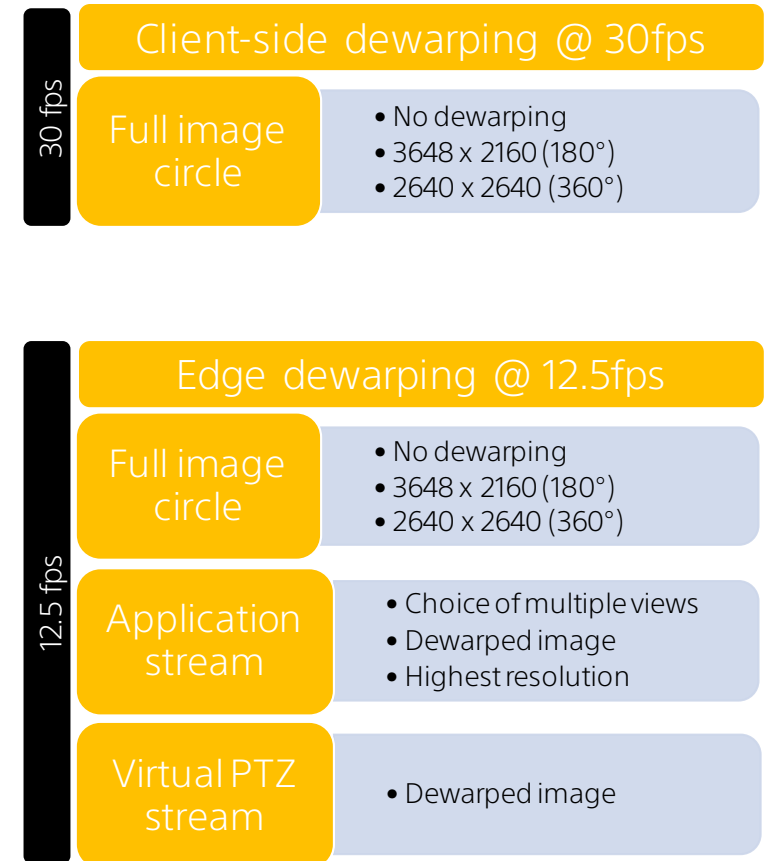 Client-side dewarping @ 30fps
30 fps
Full image
circle
• No dewarping
• 3648 x 2160 (180°)
• 2640 x 2640 (360°)
Edge dewarping @ 12.5fps
12.5 fps
Full image
circle
• No dewarping
• 3648 x 2160 (180°)
• 2640 x 2640 (360°)
Application
stream
• Choice of multiple views
• Dewarped image
• Highest resolution
Virtual PTZ
stream
• Dewarped image